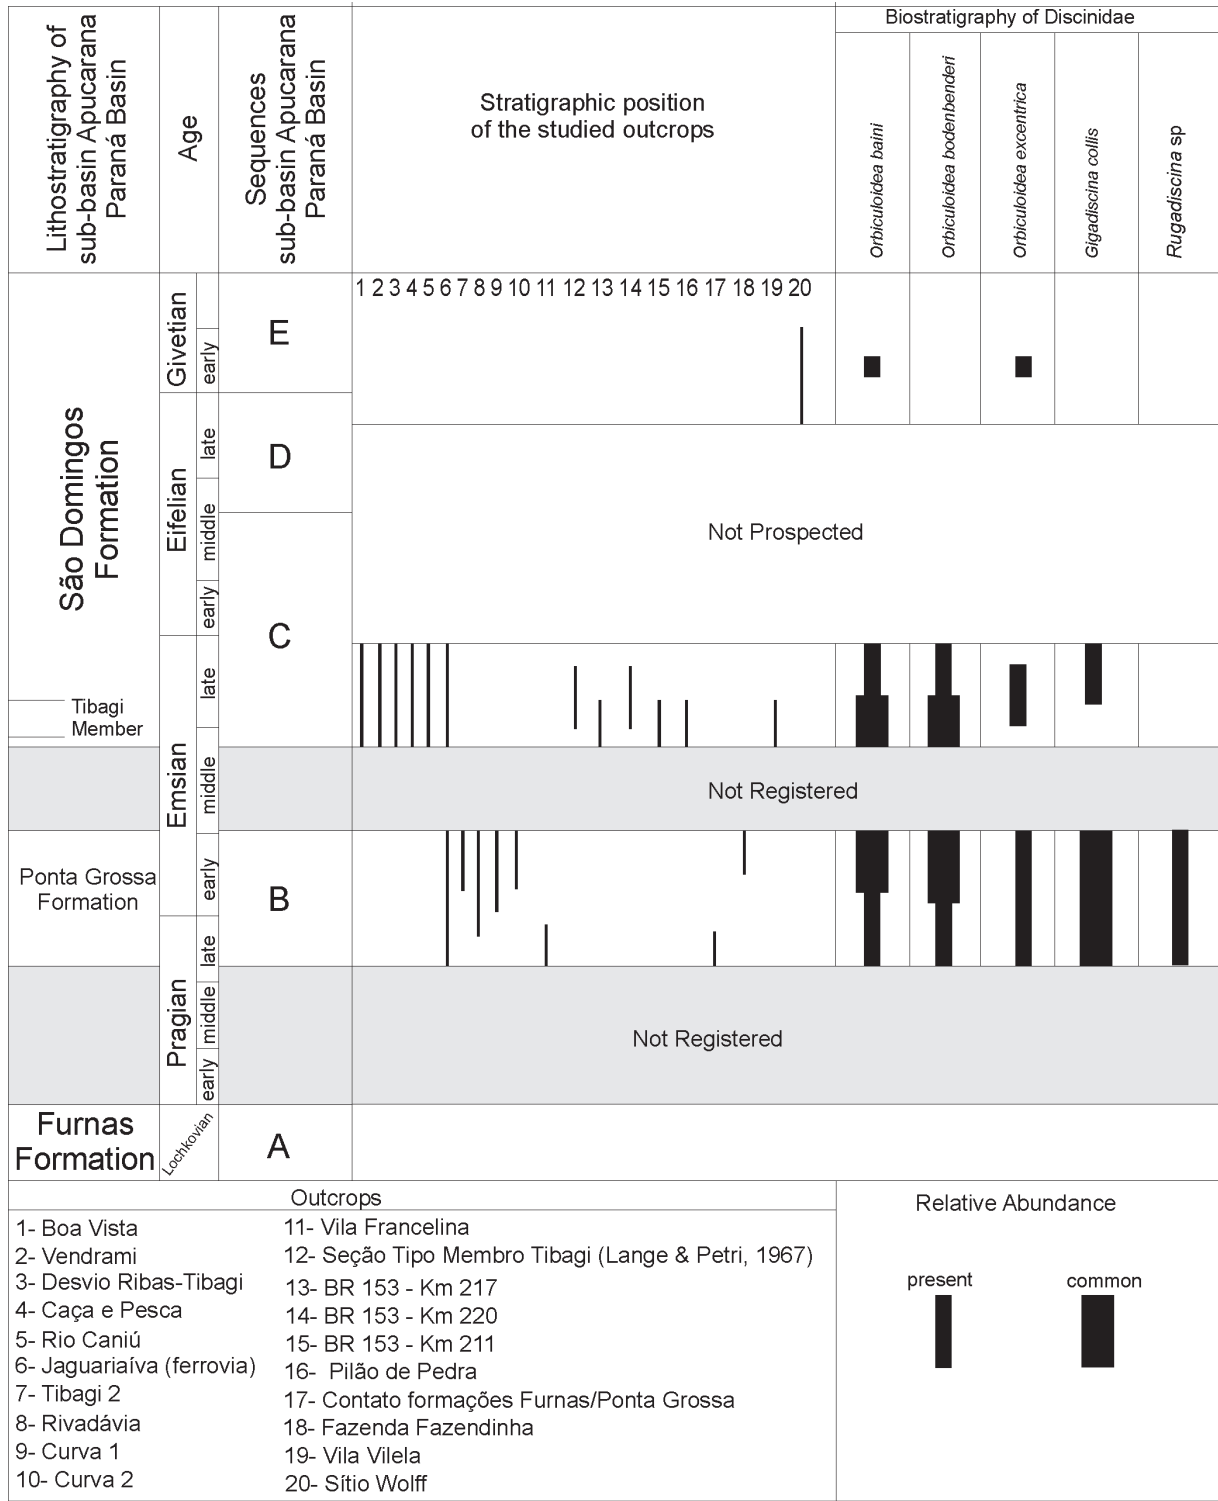 Lithostratigraphy of
sub-basin Apucarana
Paraná Basin
Age
Sequences
sub-basin Apucarana
Paraná Basin
Stratigraphic position
of the studied outcrops
Biostratigraphy of Discinidae
Orbiculoidea baini
Orbiculoidea bodenbenderi
Orbiculoidea excentrica
Gigadiscina collis
Rugadiscina sp
1 2 3 4 5 6 7 8 9 10 11 12 13 14 15 16 17 18 19 20
São Domingos
Formation
Givetian
early
E
Eifelian
late
middle
early
D
Not Prospected
C
Tibagi
Member
Emsian
late
middle
early
Not Registered
Ponta Grossa
Formation
B
Pragian
late
middle
early
Not Registered
Furnas
Formation
Lochkovian
A
Outcrops
1- Boa Vista
2- Vendrami
3- Desvio Ribas-Tibagi
4- Caça e Pesca
5- Rio Caniú
6- Jaguariaíva (ferrovia)
7- Tibagi 2
8- Rivadávia
9- Curva 1
10- Curva 2
11- Vila Francelina
12- Seção Tipo Membro Tibagi (Lange & Petri, 1967)
13- BR 153 - Km 217
14- BR 153 - Km 220
15- BR 153 - Km 211
16- Pilão de Pedra
17- Contato formações Furnas/Ponta Grossa
18- Fazenda Fazendinha
19- Vila Vilela
20- Sítio Wolff
Relative Abundance
present
common